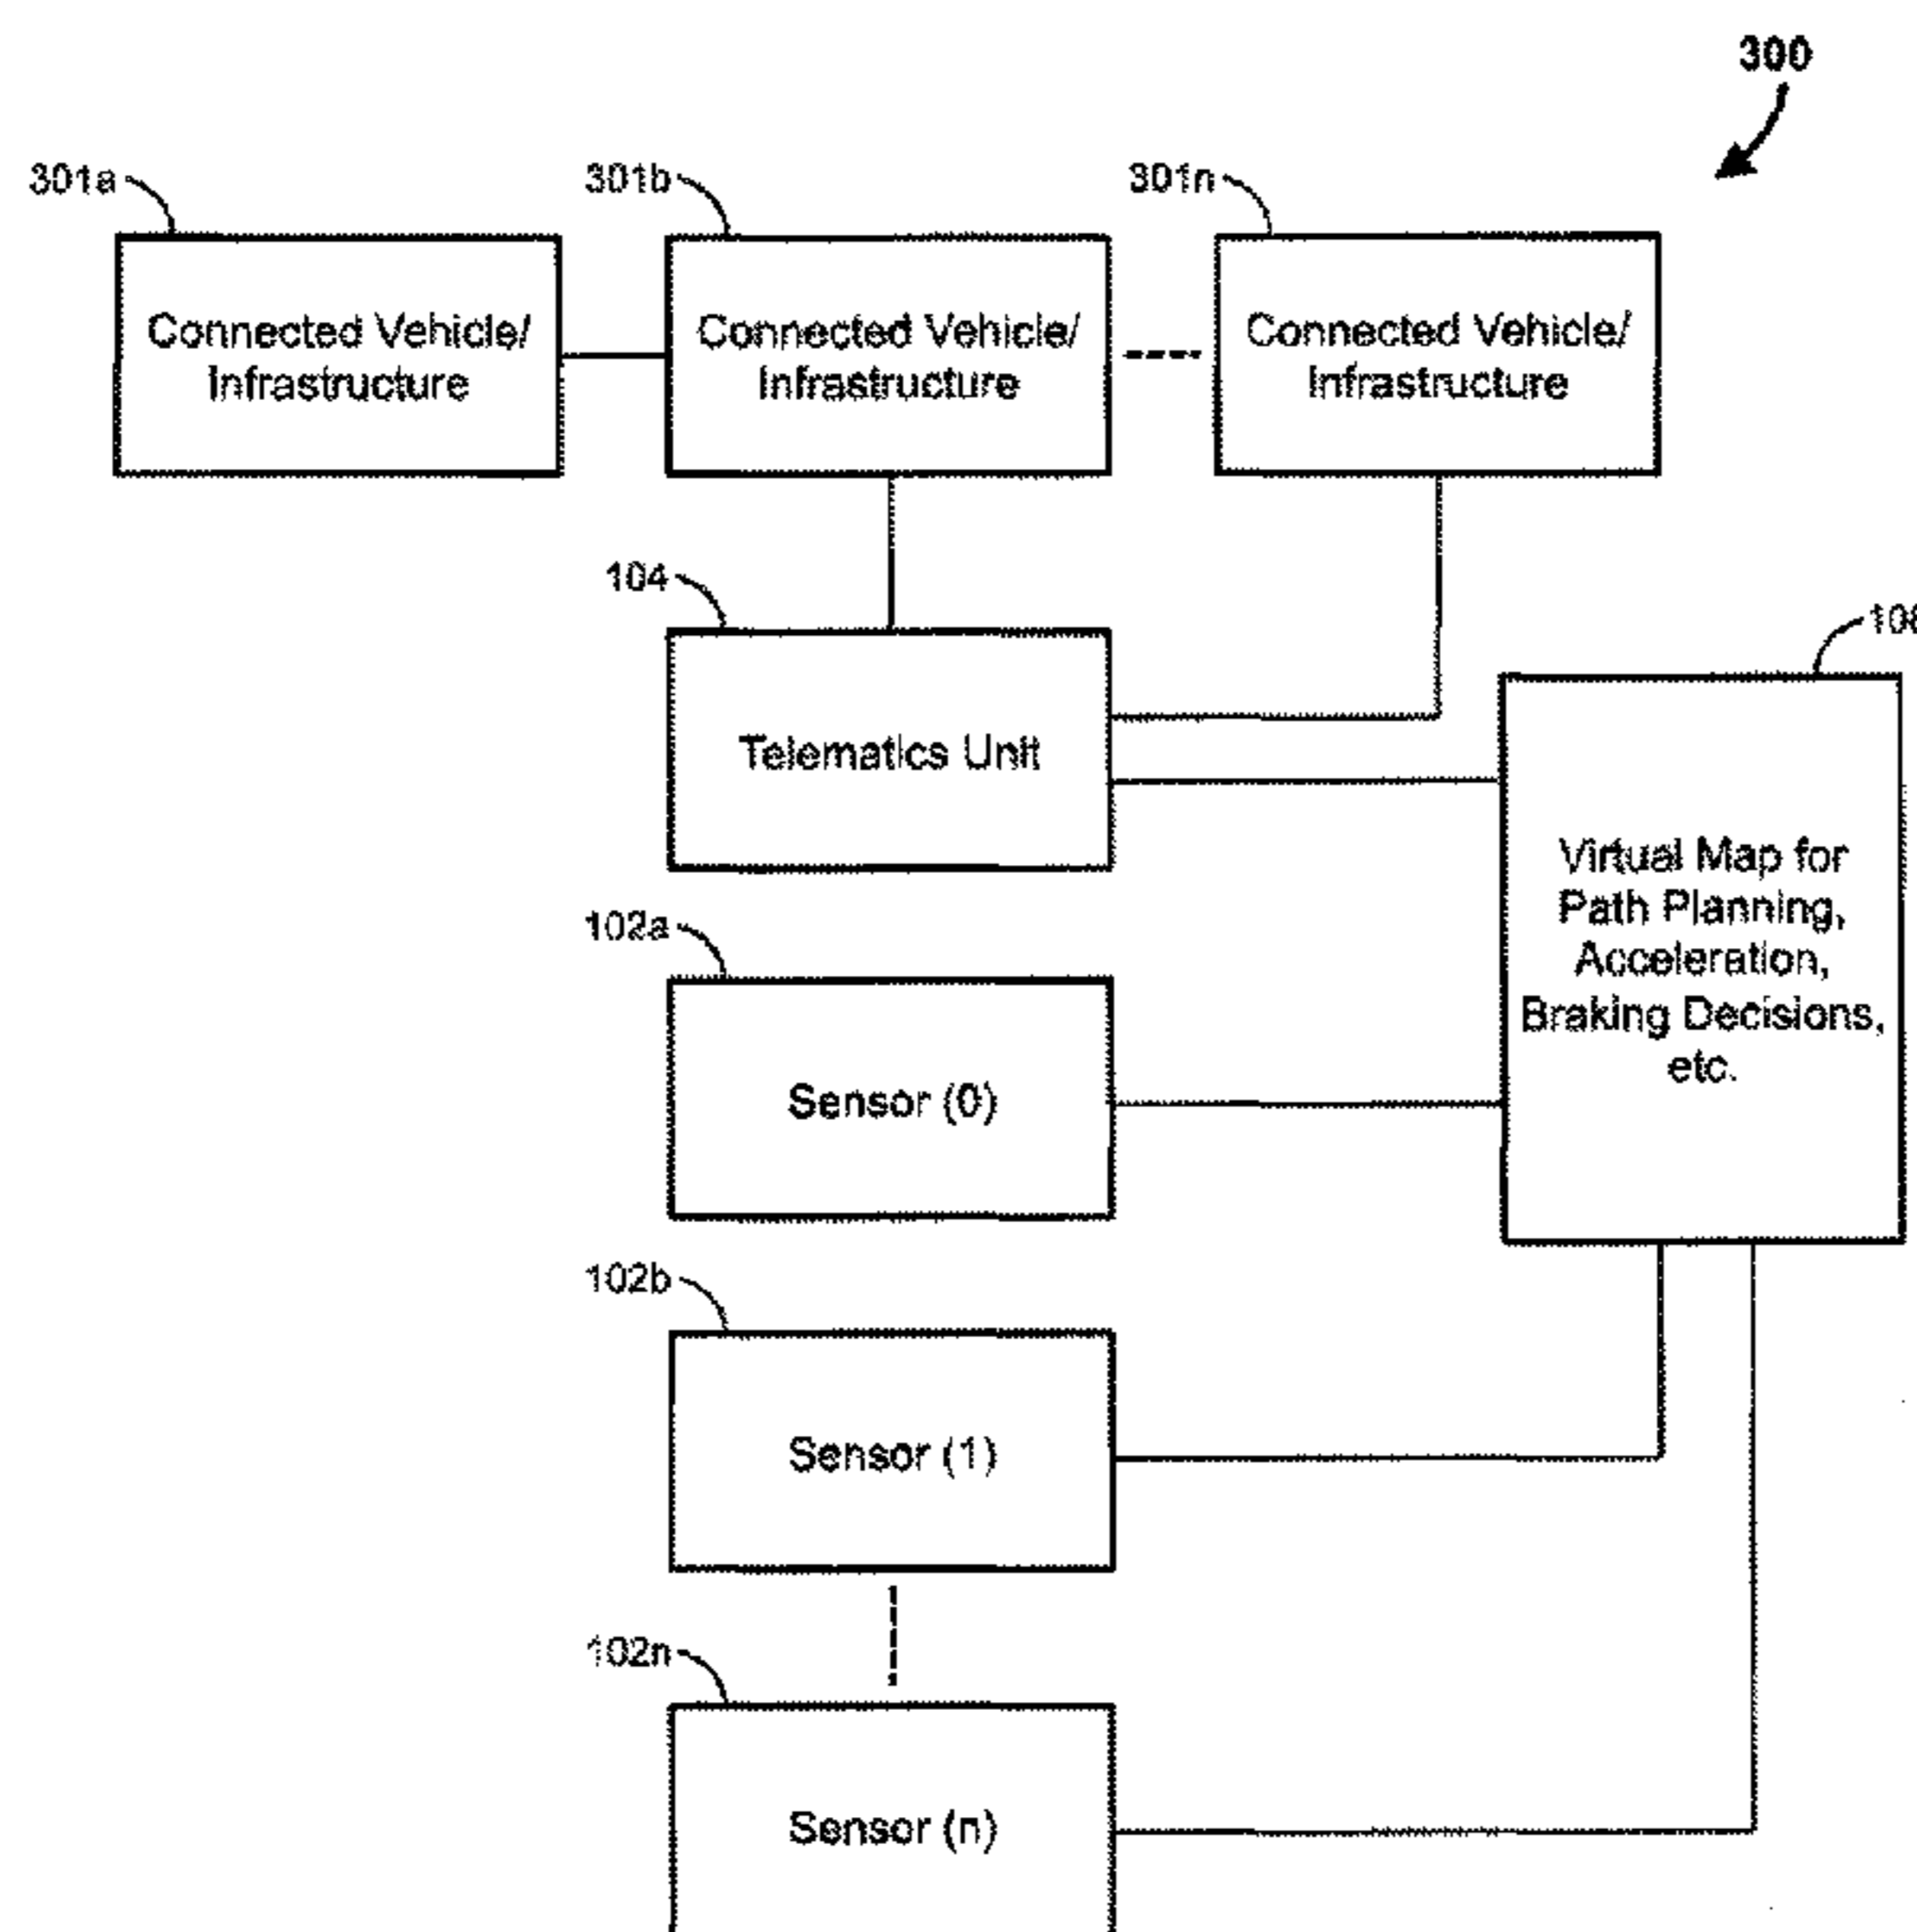 300
301a
301b
301n
Connected Vehicle/
Infrastructure
Connected Vehicle/
Infrastructure
Connected Vehicle/
Infrastructure
104
Telematics Unit
Virtual Map for
Path Planning,
Acceleration,
Braking Decisions,
etc.
102a
Sensor (0)
102b
Sensor (1)
102n
Sensor (n)